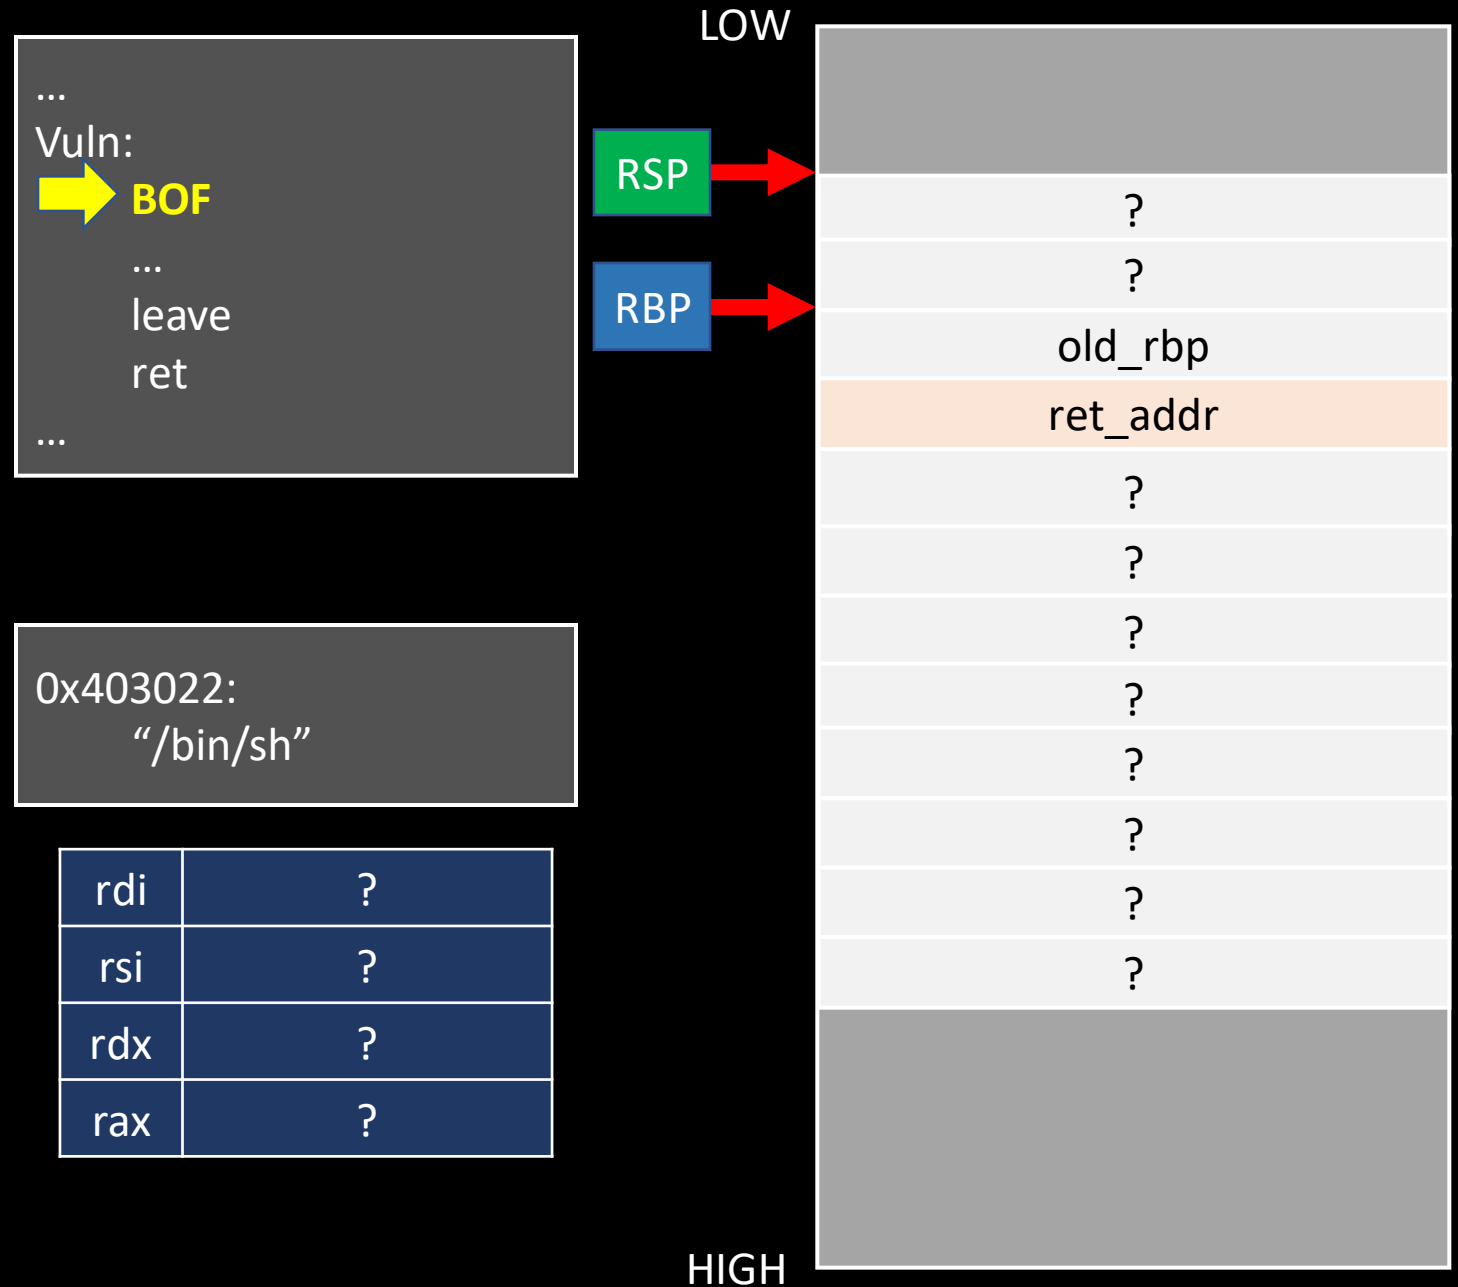 LOW
…
Vuln:
BOF
…
leave
ret
…
RSP
RBP
?
?
old_rbp
ret_addr
?
?
?
?
?
?
?
?
0x403022:
“/bin/sh”
rdi ?
rsi ?
rdx ?
rax ?
HIGH